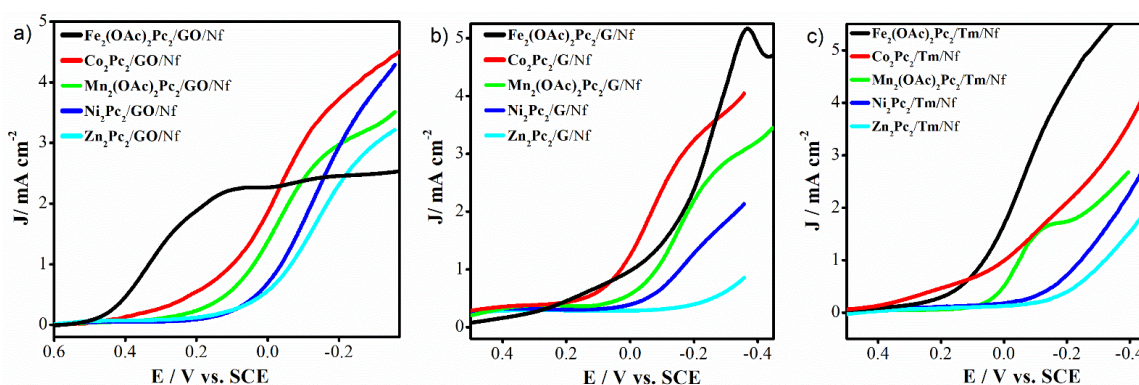 a)
Fe₂(OAc)₂Pc₂/GO/Nf
Co₂Pc₂/GO/Nf
Mn₂(OAc)₂Pc₂/GO/Nf
Ni₂Pc₂/GO/Nf
Zn₂Pc₂/GO/Nf
J/ mA cm⁻²
5
4
3
2
1
0
0.6 0.4 0.2 0.0 -0.2
E / V vs. SCE
b)
Fe₂(OAc)₂Pc₂/G/Nf
Co₂Pc₂/G/Nf
Mn₂(OAc)₂Pc₂/G/Nf
Ni₂Pc₂/G/Nf
Zn₂Pc₂/G/Nf
J/ mA cm⁻²
5
4
3
2
1
0
0.4 0.2 0.0 -0.2 -0.4
E / V vs. SCE
c)
Fe₂(OAc)₂Pc₂/Tm/Nf
Co₂Pc₂/Tm/Nf
Mn₂(OAc)₂Pc₂/Tm/Nf
Ni₂Pc₂/Tm/Nf
Zn₂Pc₂/Tm/Nf
J/ mA cm⁻²
5
4
3
2
1
0
0.4 0.2 0.0 -0.2 -0.4
E / V vs. SCE